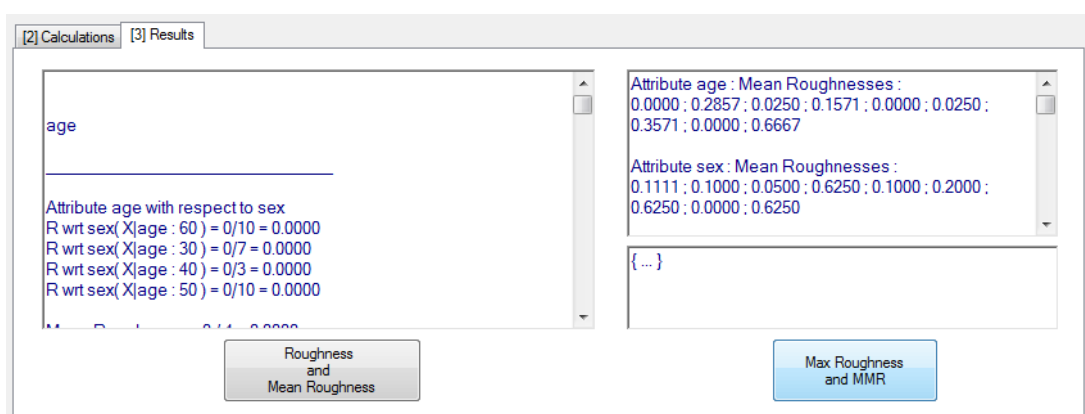 [2] Calculations [3] Results
age
Attribute age with respect to sex
R wrt sex( X|age : 60 ) = 0/10 = 0.0000
R wrt sex( X|age : 30 ) = 0/7 = 0.0000
R wrt sex( X|age : 40 ) = 0/3 = 0.0000
R wrt sex( X|age : 50 ) = 0/10 = 0.0000
Attribute age : Mean Roughnesses :
0.0000 ; 0.2857 ; 0.0250 ; 0.1571 ; 0.0000 ; 0.0250 ;
0.3571 ; 0.0000 ; 0.6667
Attribute sex : Mean Roughnesses :
0.1111 ; 0.1000 ; 0.0500 ; 0.6250 ; 0.1000 ; 0.2000 ;
0.6250 ; 0.0000 ; 0.6250
{ ... }
Roughness
and
Mean Roughness
Max Roughness
and MMR